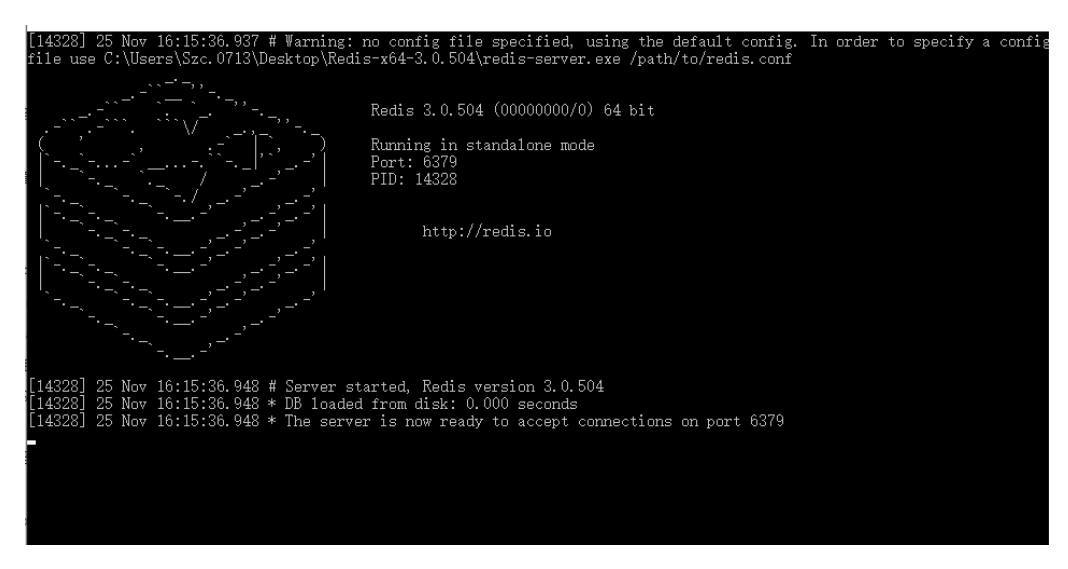 [14328] 25 Nov 16:15:36.937 # Warning: no config file specified, using the default config. In order to specify a config
file use C:\Users\Szc.0713\Desktop\Redis-x64-3.0.504\redis-server.exe /path/to/redis.conf
Redis 3.0.504 (00000000/0) 64 bit
Running in standalone mode
Port: 6379
PID: 14328
http://redis.io
[14328] 25 Nov 16:15:36.948 # Server started, Redis version 3.0.504
[14328] 25 Nov 16:15:36.948 * DB loaded from disk: 0.000 seconds
[14328] 25 Nov 16:15:36.948 * The server is now ready to accept connections on port 6379